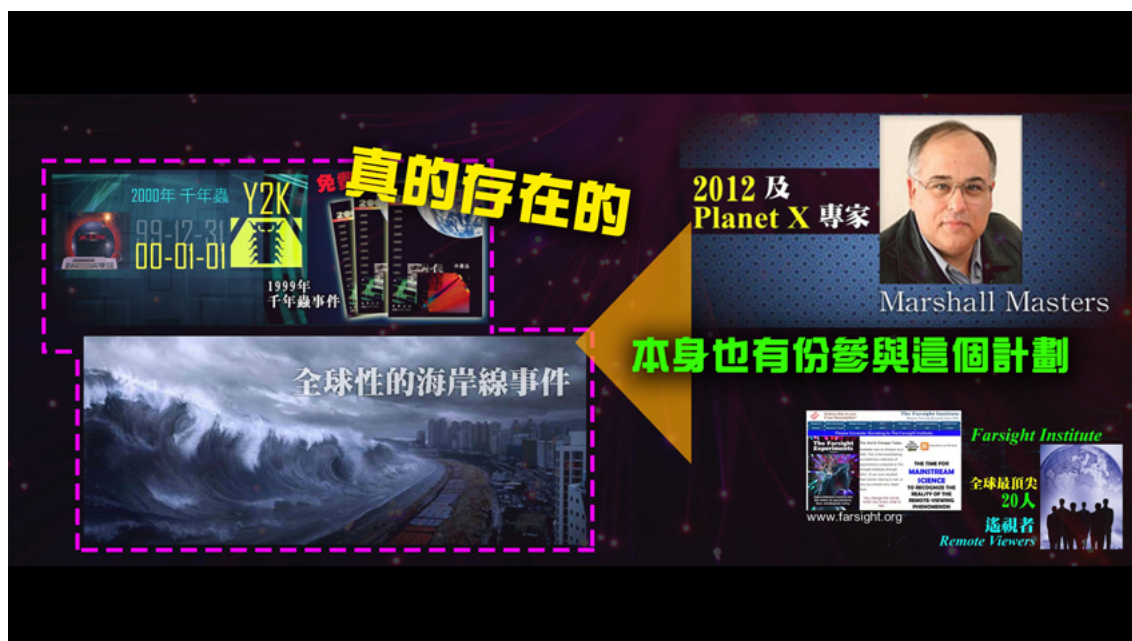 真的存在的
2000年 千年蟲
Y2K
99-12-31
00-01-01
1999年
千年蟲事件
全球性的海岸線事件
2012 及
Planet X 專家
Marshall Masters
本身也有份參與這個計劃
The Farsight Institute
The Farsight
Experiments
THE TIME FOR
MAINSTREAM
SCIENCE
TO RECOGNIZE THE
REALITY OF THE
REMOTE-VIEWING
PHENOMENON
www.farsight.org
Farsight Institute
全球最頂尖
20人
遙視者
Remote Viewers